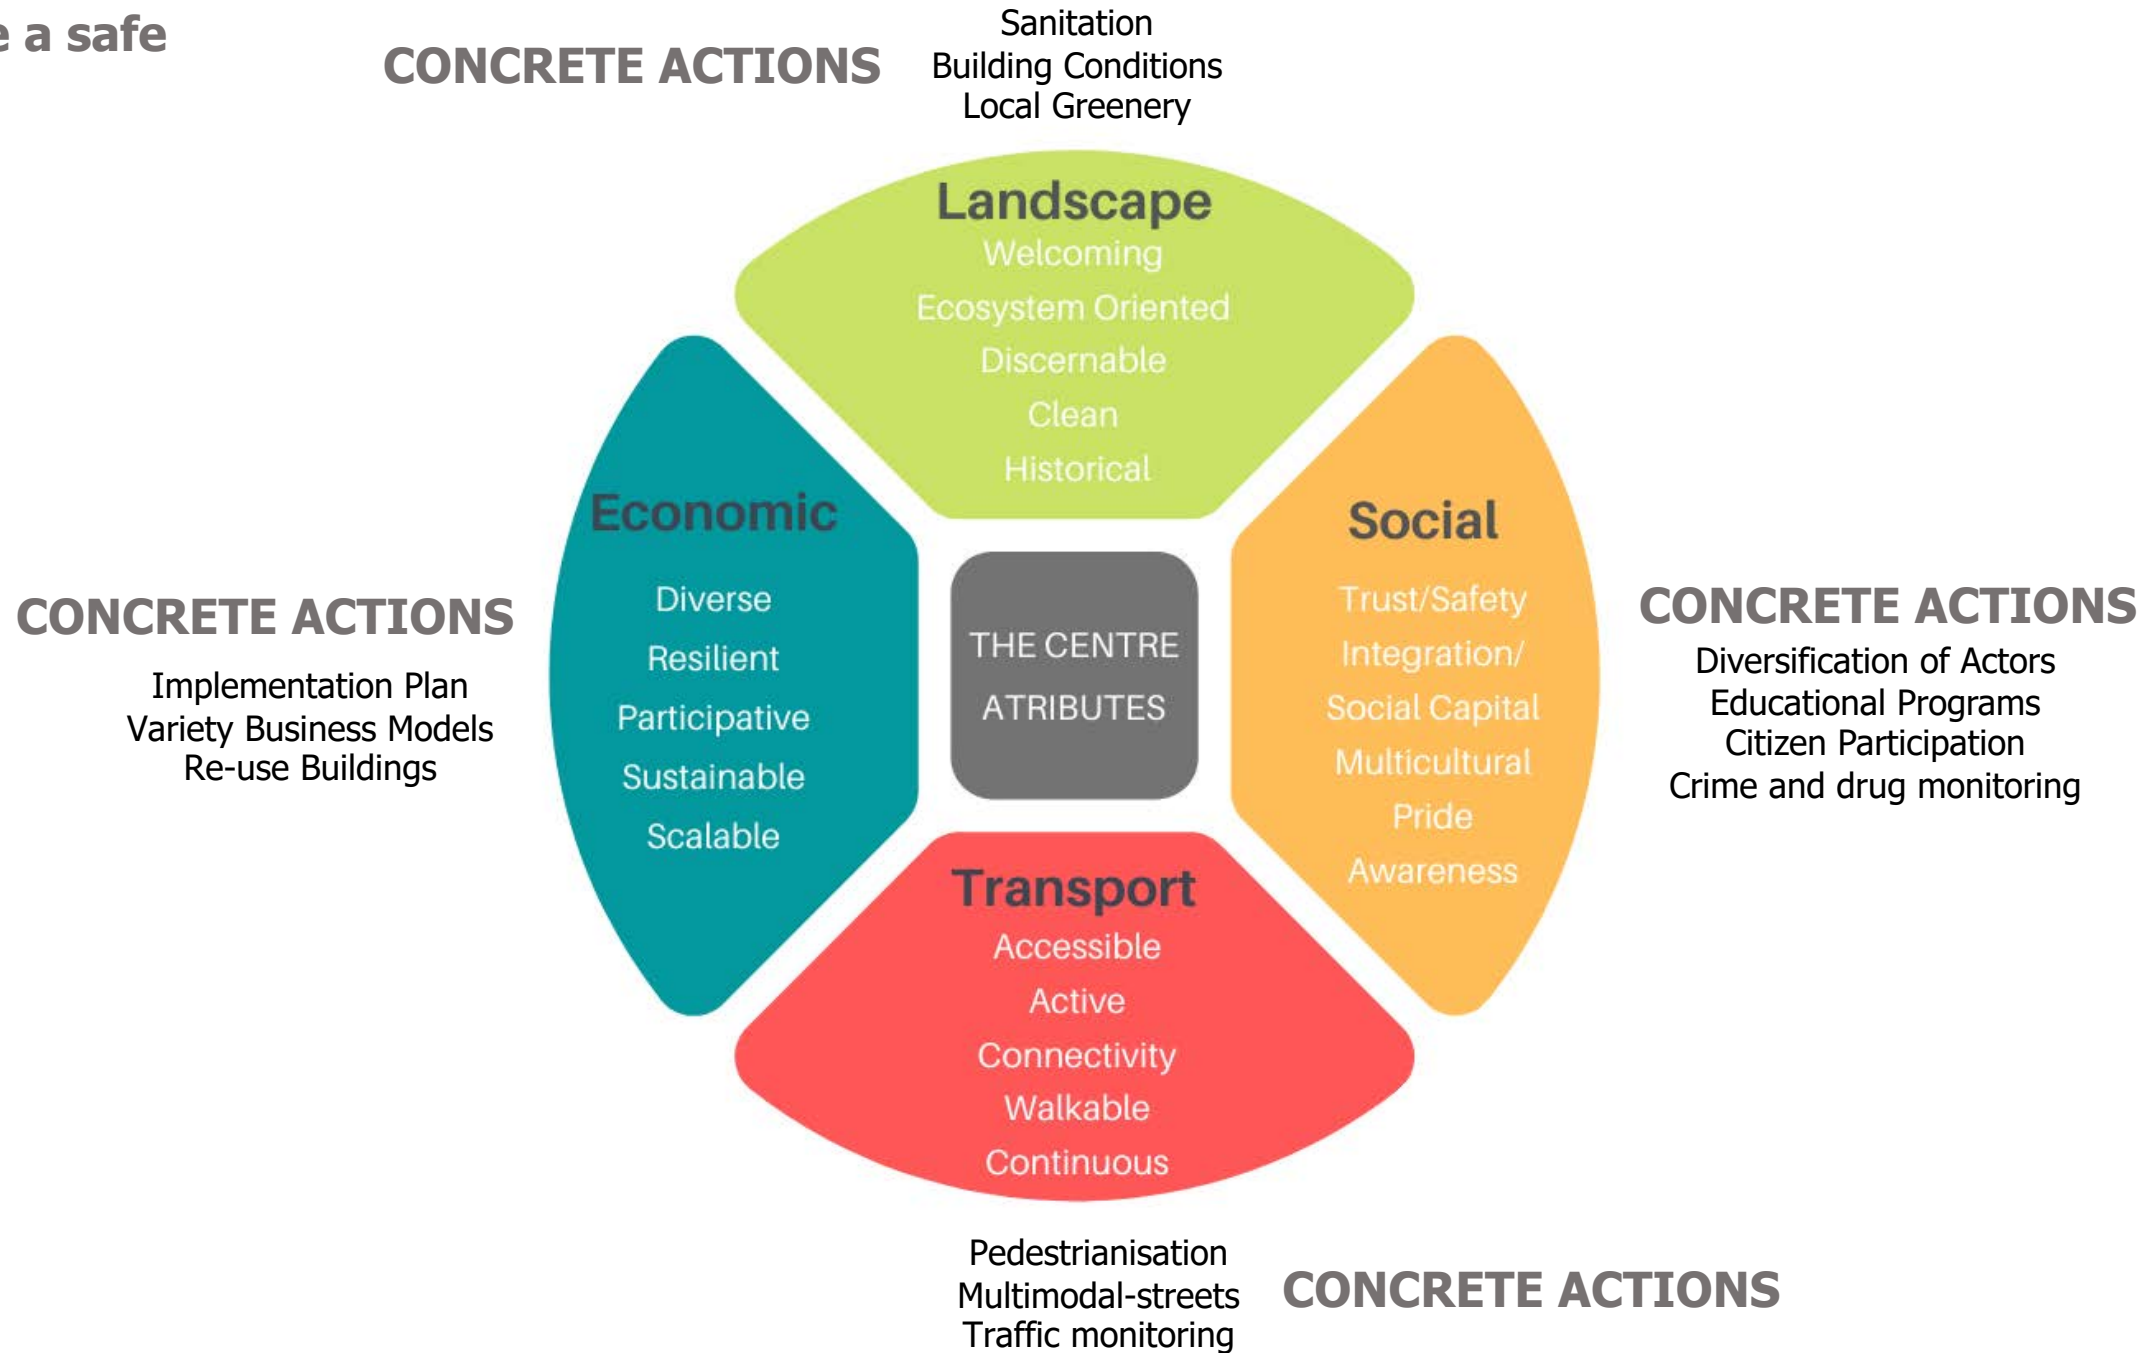 e a safe
CONCRETE ACTIONS
Sanitation
Building Conditions
Local Greenery
Landscape
Welcoming
Ecosystem Oriented
Discernable
Clean
Historical
Economic
Diverse
Resilient
Participative
Sustainable
Scalable
THE CENTRE
ATRIBUTES
Social
Trust/Safety
Integration/
Social Capital
Multicultural
Pride
Awareness
CONCRETE ACTIONS
Implementation Plan
Variety Business Models
Re-use Buildings
CONCRETE ACTIONS
Diversification of Actors
Educational Programs
Citizen Participation
Crime and drug monitoring
Transport
Accessible
Active
Connectivity
Walkable
Continuous
Pedestrianisation
Multimodal-streets
Traffic monitoring
CONCRETE ACTIONS